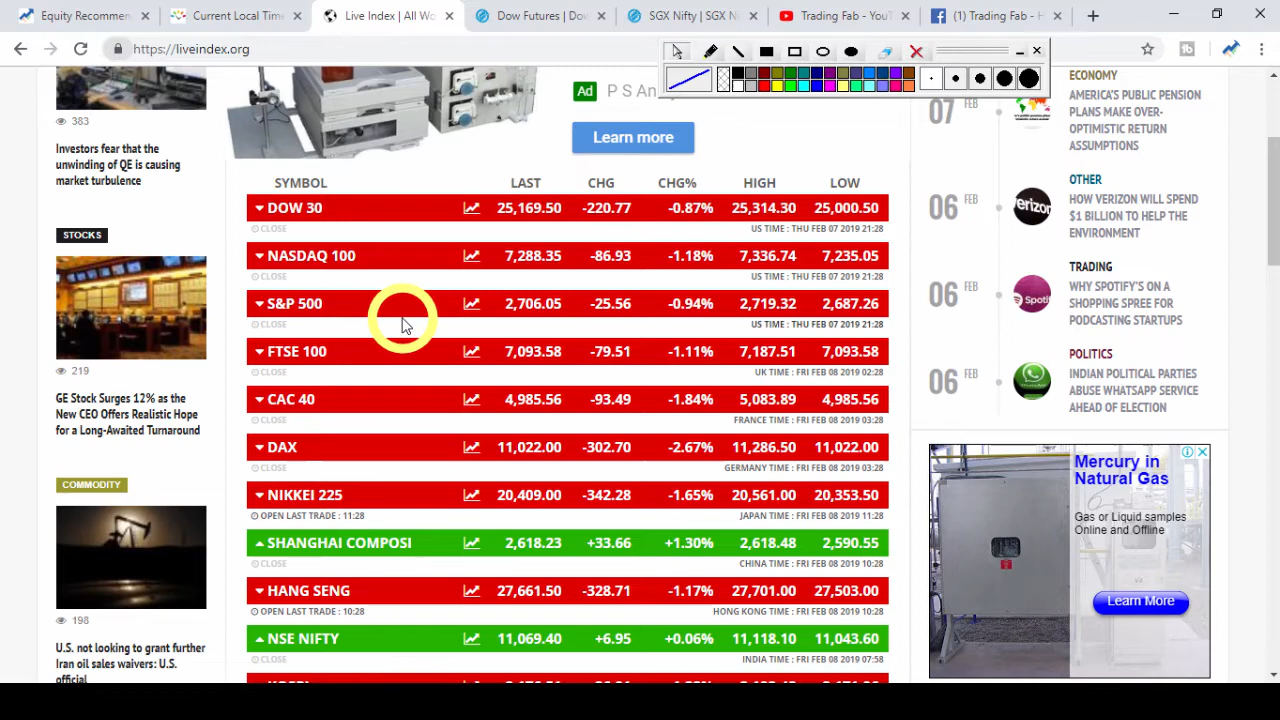 Equity Recommen
Current Local Time
Live Index | All Wo
Dow Futures | Dow
SGX Nifty | SGX Ni
Trading Fab - YouT
(1) Trading Fab - H
https://liveindex.org
383
Investors fear that the
unwinding of QE is causing
market turbulence
STOCKS
219
GE Stock Surges 12% as the
New CEO Offers Realistic Hope
for a Long-Awaited Turnaround
COMMODITY
198
U.S. not looking to grant further
Iran oil sales waivers: U.S.
official
Ad P S An
Learn more
SYMBOL LAST CHG CHG% HIGH LOW
DOW 30 25,169.50 -220.77 -0.87% 25,314.30 25,000.50
CLOSE US TIME : THU FEB 07 2019 21:28
NASDAQ 100 7,288.35 -86.93 -1.18% 7,336.74 7,235.05
CLOSE US TIME : THU FEB 07 2019 21:28
S&P 500 2,706.05 -25.56 -0.94% 2,719.32 2,687.26
CLOSE US TIME : THU FEB 07 2019 21:28
FTSE 100 7,093.58 -79.51 -1.11% 7,187.51 7,093.58
CLOSE UK TIME : FRI FEB 08 2019 02:28
CAC 40 4,985.56 -93.49 -1.84% 5,083.89 4,985.56
CLOSE FRANCE TIME : FRI FEB 08 2019 03:28
DAX 11,022.00 -302.70 -2.67% 11,286.50 11,022.00
CLOSE GERMANY TIME : FRI FEB 08 2019 03:28
NIKKEI 225 20,409.00 -342.28 -1.65% 20,561.00 20,353.50
OPEN LAST TRADE : 11:28 JAPAN TIME : FRI FEB 08 2019 11:28
SHANGHAI COMPOSI 2,618.23 +33.66 +1.30% 2,618.48 2,590.55
CLOSE CHINA TIME : FRI FEB 08 2019 10:28
HANG SENG 27,661.50 -328.71 -1.17% 27,701.00 27,503.00
OPEN LAST TRADE : 10:28 HONG KONG TIME : FRI FEB 08 2019 10:28
NSE NIFTY 11,069.40 +6.95 +0.06% 11,118.10 11,043.60
CLOSE INDIA TIME : FRI FEB 08 2019 07:58
07 FEB
ECONOMY
AMERICA'S PUBLIC PENSION
PLANS MAKE OVER-
OPTIMISTIC RETURN
ASSUMPTIONS
06 FEB
verizon
OTHER
HOW VERIZON WILL SPEND
$1 BILLION TO HELP THE
ENVIRONMENT
06 FEB
Spotif
TRADING
WHY SPOTIFY'S ON A
SHOPPING SPREE FOR
PODCASTING STARTUPS
06 FEB
WhatsApp
POLITICS
INDIAN POLITICAL PARTIES
ABUSE WHATSAPP SERVICE
AHEAD OF ELECTION
Mercury in
Natural Gas
Gas or Liquid samples
Online and Offline
Learn More